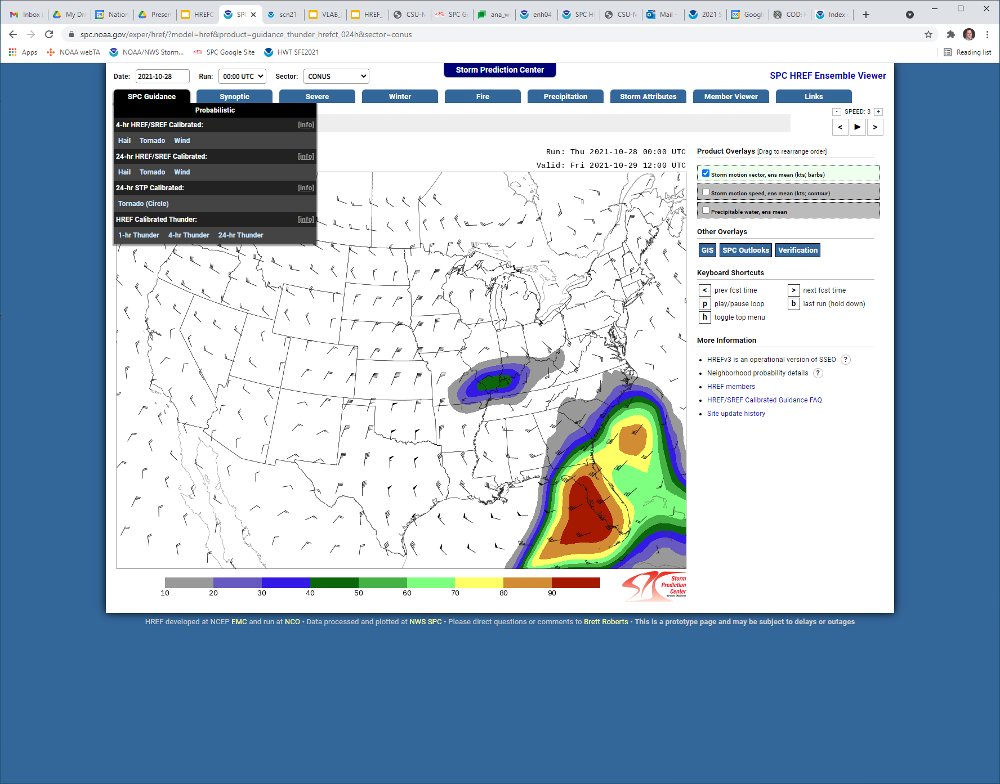 Inbox
My Dri
Nation
Presen
HREFC
SPC
scn21-
VLAB_
HREF_
CSU-M
SPC Go
ana_w
enh04_
SPC H
CSU-M
Mail -
2021 S
Google
COD:
Index
spc.noaa.gov/exper/href/?model=href&product=guidance_thunder_hrefct_024h&sector=conus
Apps
NOAA webTA
NOAA/NWS Storm...
SPC Google Site
HWT SFE2021
Reading list
Date: 2021-10-28 Run: 00:00 UTC Sector: CONUS
Storm Prediction Center
SPC HREF Ensemble Viewer
SPC Guidance Synoptic Severe Winter Fire Precipitation Storm Attributes Member Viewer Links
Probabilistic
4-hr HREF/SREF Calibrated: [info]
Hail Tornado Wind
24-hr HREF/SREF Calibrated: [info]
Hail Tornado Wind
24-hr STP Calibrated: [info]
Tornado (Circle)
HREF Calibrated Thunder: [info]
1-hr Thunder 4-hr Thunder 24-hr Thunder
- SPEED: 3 +
< ▶ >
Run: Thu 2021-10-28 00:00 UTC
Valid: Fri 2021-10-29 12:00 UTC
Product Overlays [Drag to rearrange order]
Storm motion vector, ens mean (kts; barbs)
Storm motion speed, ens mean (kts; contour)
Precipitable water, ens mean
Other Overlays
GIS SPC Outlooks Verification
Keyboard Shortcuts
< prev fcst time > next fcst time
p play/pause loop b last run (hold down)
h toggle top menu
More Information
• HREFv3 is an operational version of SSEO ?
• Neighborhood probability details ?
• HREF members
• HREF/SREF Calibrated Guidance FAQ
• Site update history
10 20 30 40 50 60 70 80 90
Storm
Prediction
Center
Norman, Oklahoma
HREF developed at NCEP EMC and run at NCO • Data processed and plotted at NWS SPC • Please direct questions or comments to Brett Roberts • This is a prototype page and may be subject to delays or outages